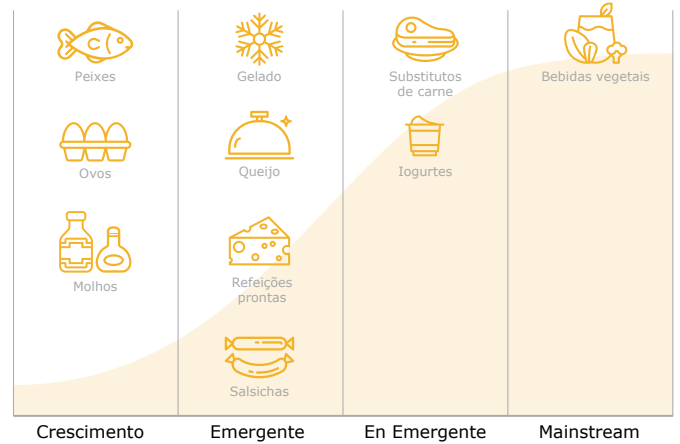 Peixes
Ovos
Molhos
Gelado
Queijo
Refeições
prontas
Salsichas
Substitutos
de carne
Iogurtes
Bebidas vegetais
Crescimento
Emergente
En Emergente
Mainstream